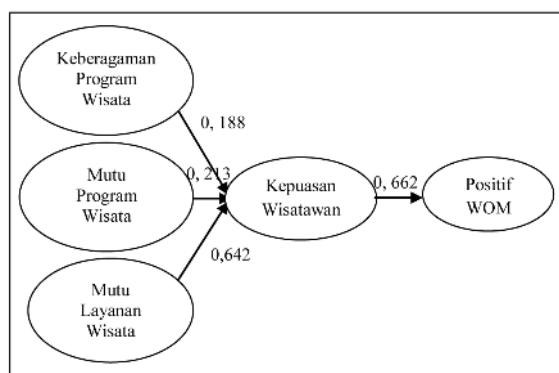 Keberagaman
Program
Wisata
0, 188
Mutu
Program
Wisata
0, 213
Kepuasan
Wisatawan
0, 662
Positif
WOM
0,642
Mutu
Layanan
Wisata